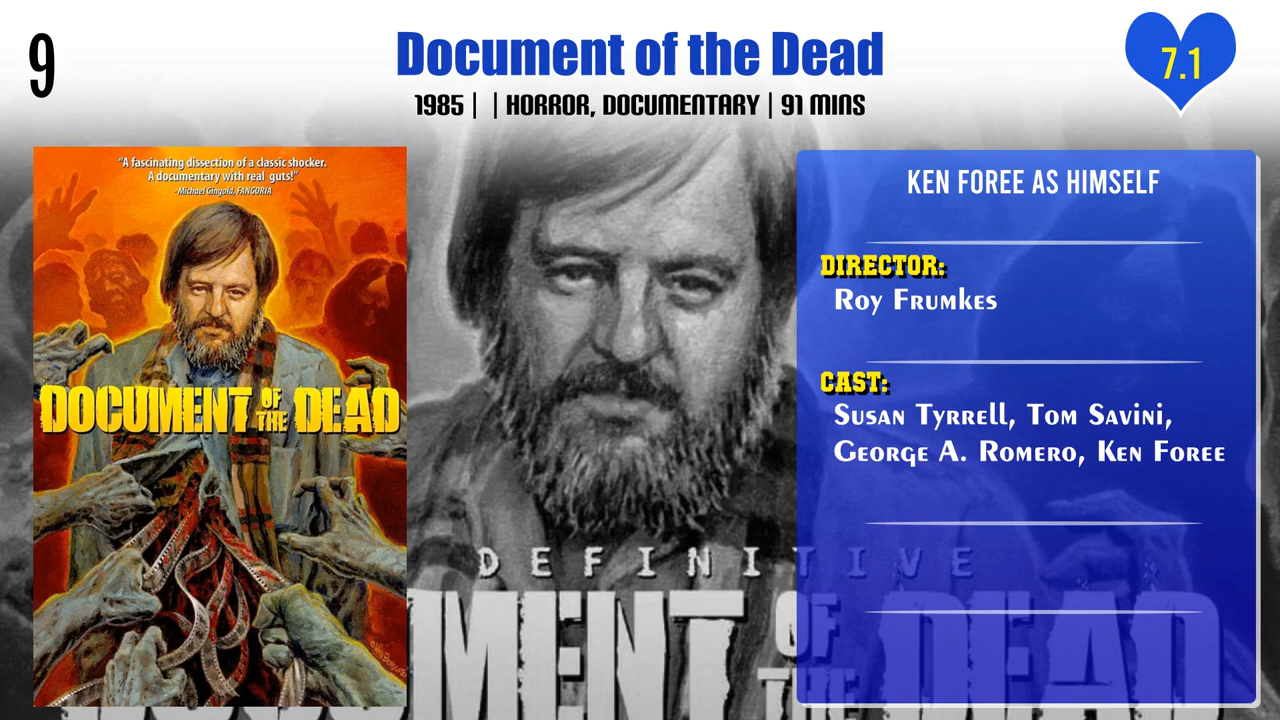 9
Document of the Dead
7.1
1985 | | HORROR, DOCUMENTARY | 91 MINS
"A fascinating dissection of a classic shocker.
A documentary with real guts!"
-Michael Gingold, FANGORIA
DOCUMENT OF THE DEAD
KEN FOREE AS HIMSELF
DIRECTOR:
Roy Frumkes
CAST:
Susan Tyrrell, Tom Savini,
George A. Romero, Ken Foree
DEFINITIVE
MENT OF THE DEAD